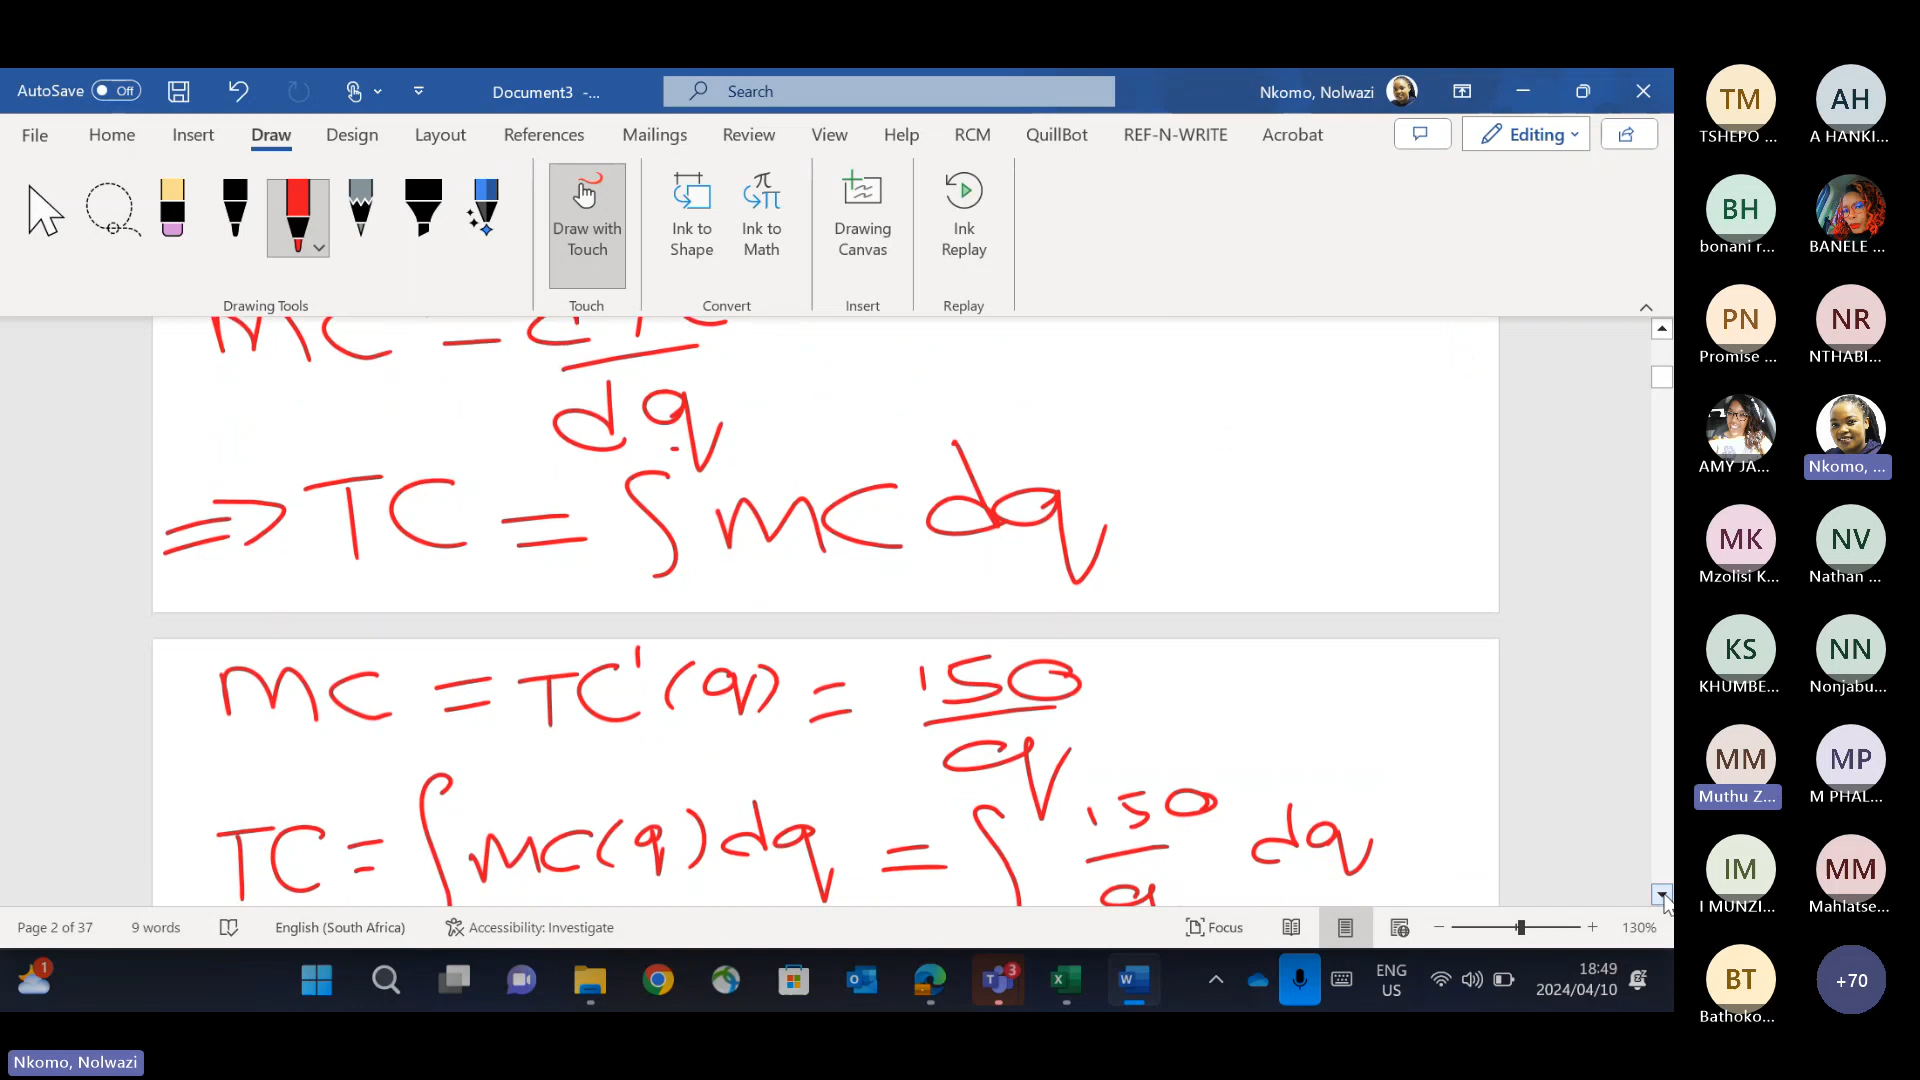 AutoSave Off Document3 -... Search Nkomo, Nolwazi
File Home Insert Draw Design Layout References Mailings Review View Help RCM QuillBot REF-N-WRITE Acrobat Editing
Draw with Touch
Ink to Shape
Ink to Math
Drawing Canvas
Ink Replay
Drawing Tools Touch Convert Insert Replay
MC = dTC
dq
=> TC = ∫ MC dq
MC = TC'(q) = 150
q
TC = ∫ MC(q) dq = ∫ 150 dq
q
Page 2 of 37 9 words English (South Africa) Accessibility: Investigate Focus 130%
1 3 ENG US 18:49 2024/04/10
Nkomo, Nolwazi
TM AH
TSHEPO ... A HANKI...
BH
bonani r... BANELE ...
PN NR
Promise ... NTHABI...
AMY JA... Nkomo, ...
MK NV
Mzolisi K... Nathan ...
KS NN
KHUMBE... Nonjabu...
MM MP
Muthu Z... M PHAL...
IM MM
I MUNZI... Mahlatse...
BT +70
Bathoko...